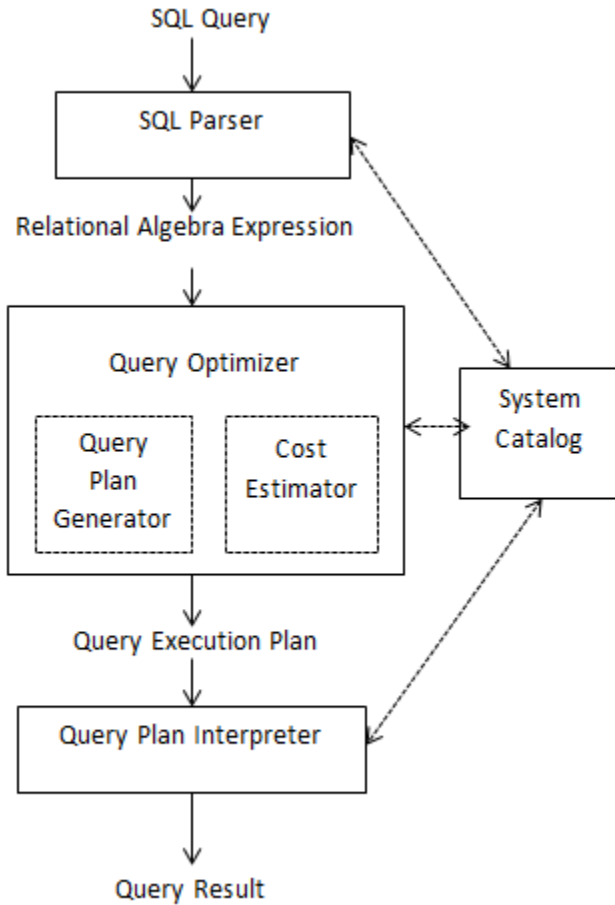 SQL Query
SQL Parser
Relational Algebra Expression
Query Optimizer
Query
Plan
Generator
Cost
Estimator
System
Catalog
Query Execution Plan
Query Plan Interpreter
Query Result